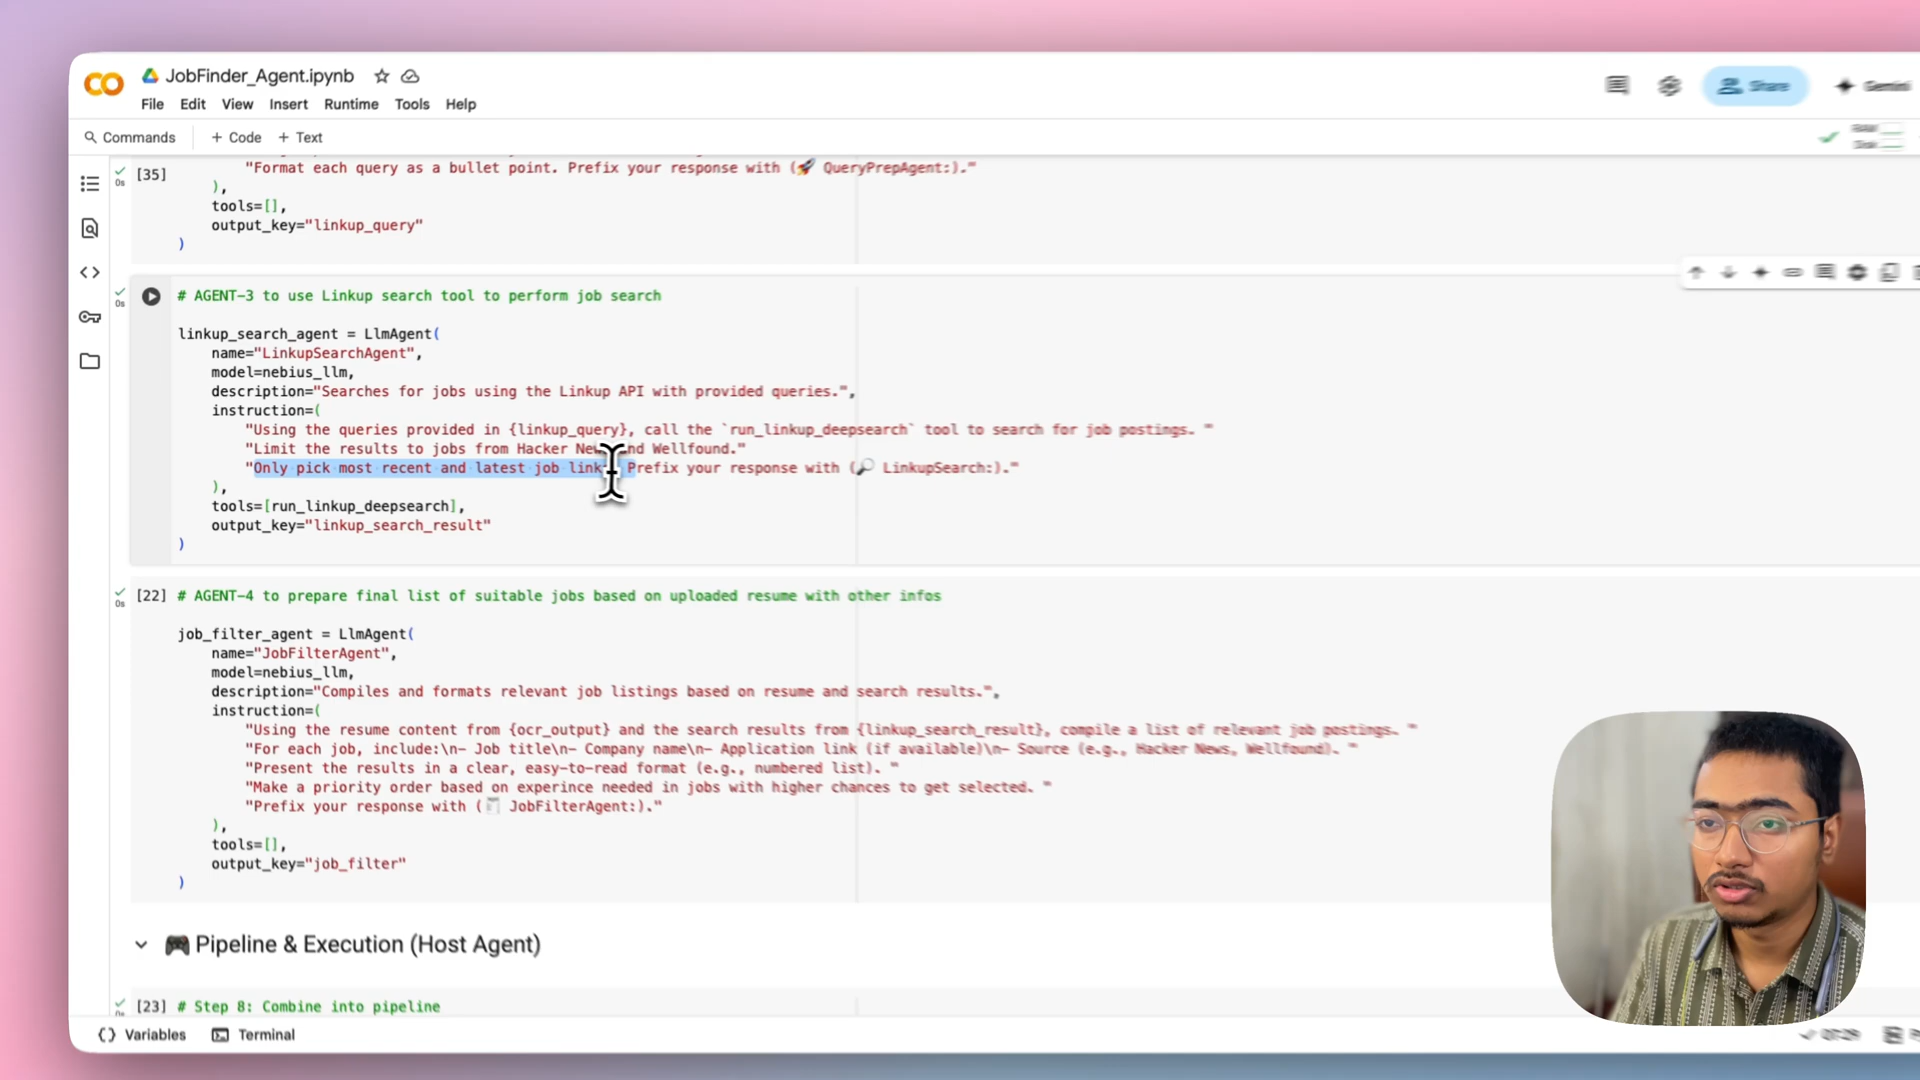 JobFinder_Agent.ipynb
File Edit View Insert Runtime Tools Help
Share
Gemini
Commands + Code + Text
RAM
Disk
[35] "Format each query as a bullet point. Prefix your response with (🚀 QueryPrepAgent:)."
),
tools=[],
output_key="linkup_query"
)
# AGENT-3 to use Linkup search tool to perform job search
linkup_search_agent = LlmAgent(
name="LinkupSearchAgent",
model=nebius_llm,
description="Searches for jobs using the Linkup API with provided queries.",
instruction=(
"Using the queries provided in {linkup_query}, call the `run_linkup_deepsearch` tool to search for job postings. "
"Limit the results to jobs from Hacker News and Wellfound."
"Only pick most recent and latest job link Prefix your response with (🔎 LinkupSearch:)."
),
tools=[run_linkup_deepsearch],
output_key="linkup_search_result"
)
[22] # AGENT-4 to prepare final list of suitable jobs based on uploaded resume with other infos
job_filter_agent = LlmAgent(
name="JobFilterAgent",
model=nebius_llm,
description="Compiles and formats relevant job listings based on resume and search results.",
instruction=(
"Using the resume content from {ocr_output} and the search results from {linkup_search_result}, compile a list of relevant job postings. "
"For each job, include:\n- Job title\n- Company name\n- Application link (if available)\n- Source (e.g., Hacker News, Wellfound). "
"Present the results in a clear, easy-to-read format (e.g., numbered list). "
"Make a priority order based on experince needed in jobs with higher chances to get selected. "
"Prefix your response with ( JobFilterAgent:)."
),
tools=[],
output_key="job_filter"
)
🎮 Pipeline & Execution (Host Agent)
[23] # Step 8: Combine into pipeline
Variables Terminal